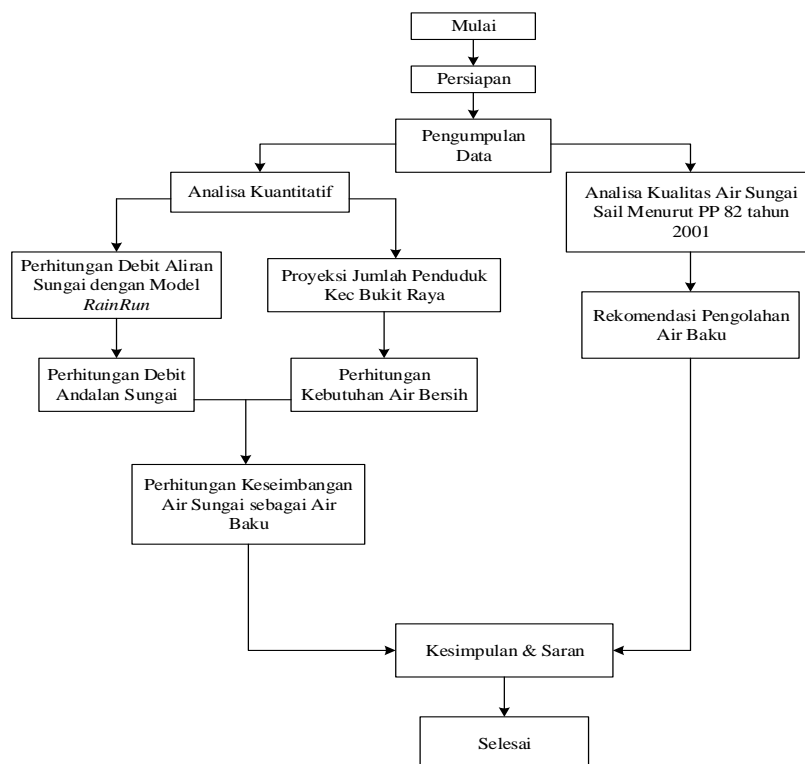 Mulai
Persiapan
Pengumpulan
Data
Analisa Kuantitatif
Analisa Kualitas Air Sungai
Sail Menurut PP 82 tahun
2001
Perhitungan Debit Aliran
Sungai dengan Model
RainRun
Proyeksi Jumlah Penduduk
Kec Bukit Raya
Rekomendasi Pengolahan
Air Baku
Perhitungan Debit
Andalan Sungai
Perhitungan
Kebutuhan Air Bersih
Perhitungan Keseimbangan
Air Sungai sebagai Air
Baku
Kesimpulan & Saran
Selesai